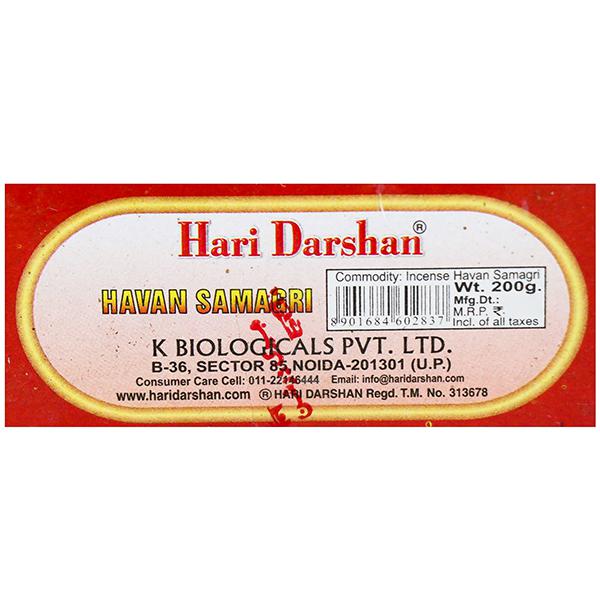 Hari Darshan®
Commodity: Incense Havan Samagri
HAVAN SAMAGRI
Wt. 200g.
Mfg.Dt.:
M.R.P. ₹.
Incl. of all taxes
8901684602837
K BIOLOGICALS PVT. LTD.
B-36, SECTOR 85,NOIDA-201301 (U.P.)
Consumer Care Cell: 011-22146444 Email: info@haridarshan.com
www.haridarshan.com ® HARI DARSHAN Regd. T.M. No. 313678